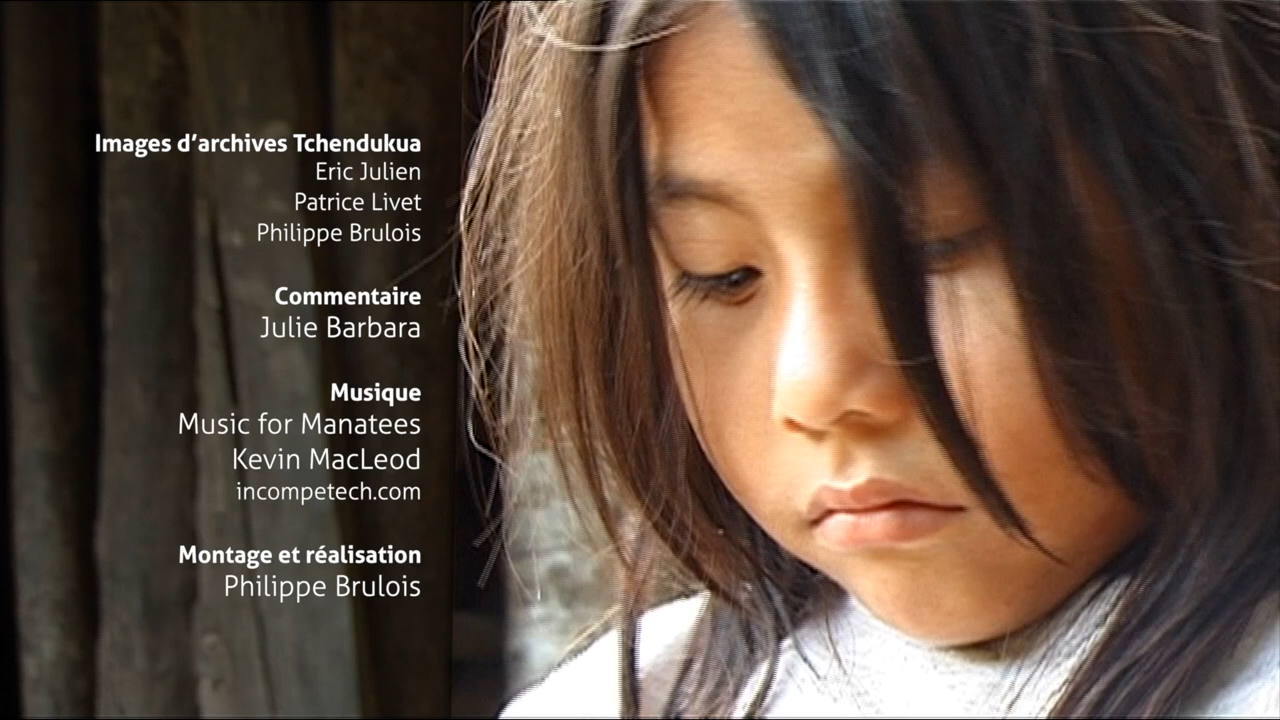 Images d’archives Tchendukua
Eric Julien
Patrice Livet
Philippe Brulois
Commentaire
Julie Barbara
Musique
Music for Manatees
Kevin MacLeod
incompetech.com
Montage et réalisation
Philippe Brulois